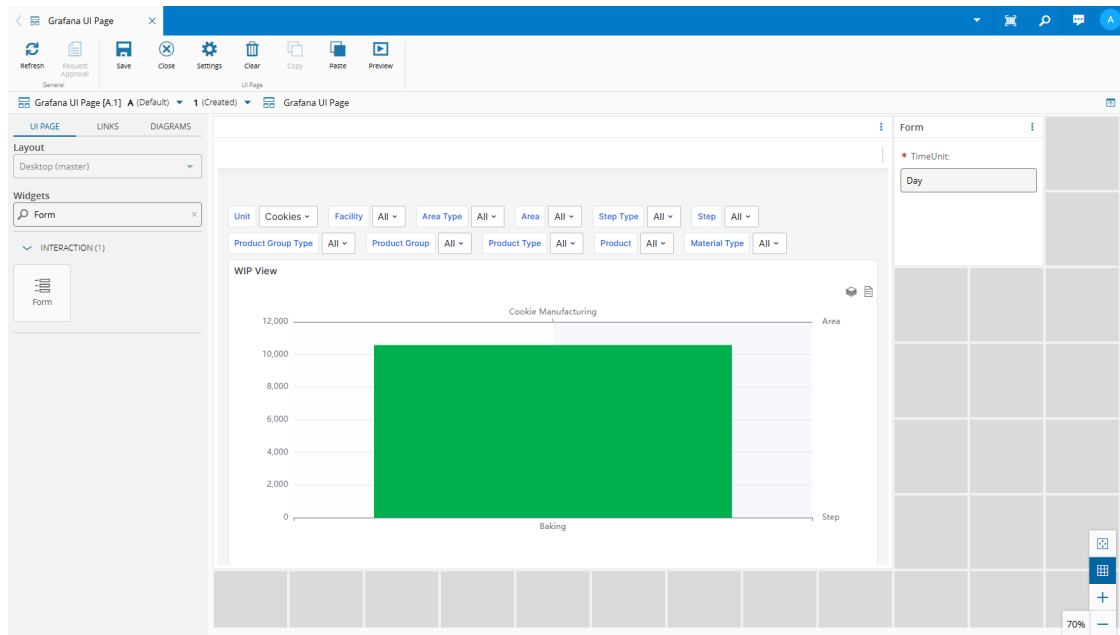 Grafana UI Page
A
Refresh
Request Approval
Save
Close
Settings
Clear
Copy
Paste
Preview
General
UI Page
Grafana UI Page [A.1] A (Default) 1 (Created) Grafana UI Page
UI PAGE LINKS DIAGRAMS
Layout
Desktop (master)
Widgets
Form
INTERACTION (1)
Form
Unit Cookies Facility All Area Type All Area All Step Type All Step All
Product Group Type All Product Group All Product Type All Product All Material Type All
WIP View
Cookie Manufacturing
12,000
Area
10,000
8,000
6,000
4,000
2,000
0
Step
Baking
Form
* TimeUnit:
Day
70%